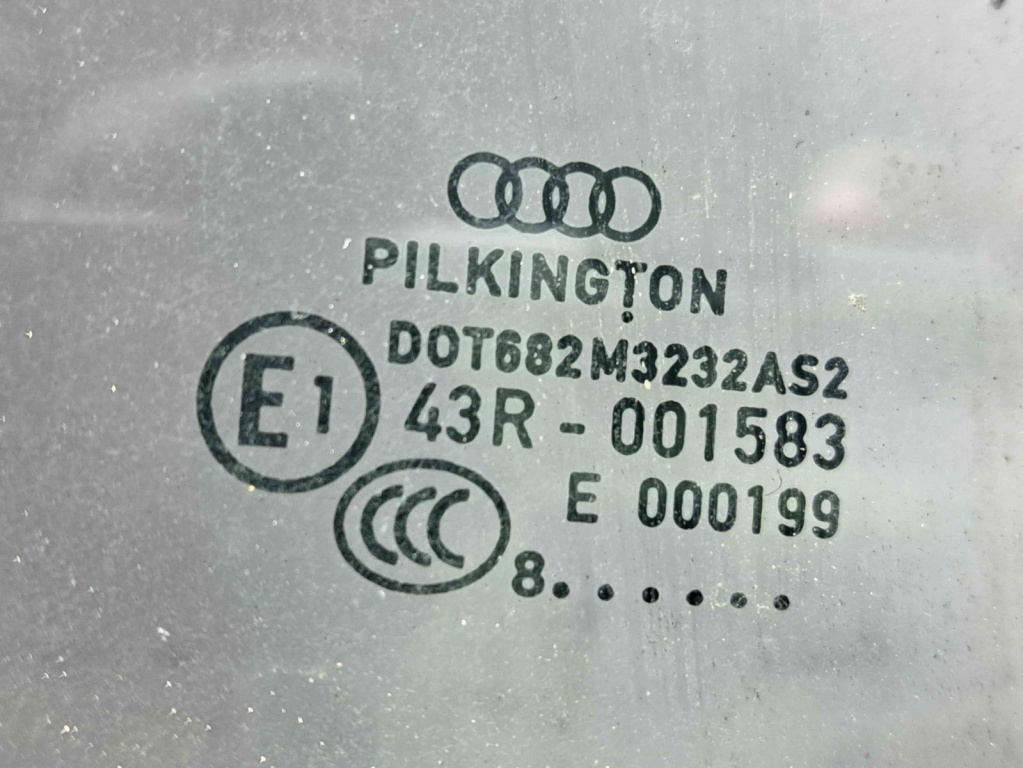 PILKINGTON
DOT682M3232AS2
E1
43R - 001583
CCC
E 000199
8......